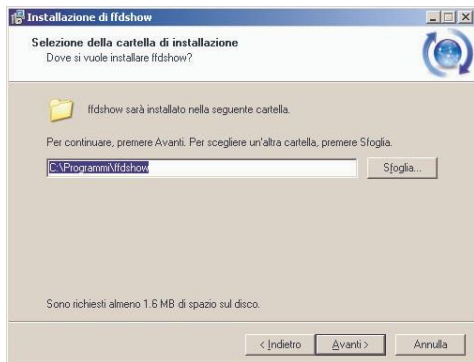 Installazione di ffdshow
Selezione della cartella di installazione
Dove si vuole installare ffdshow?
ffdshow sarà installato nella seguente cartella.
Per continuare, premere Avanti. Per scegliere un'altra cartella, premere Sfoglia.
C:\Programmi\ffdshow
Sfoglia...
Sono richiesti almeno 1.6 MB di spazio sul disco.
< Indietro
Avanti >
Annulla